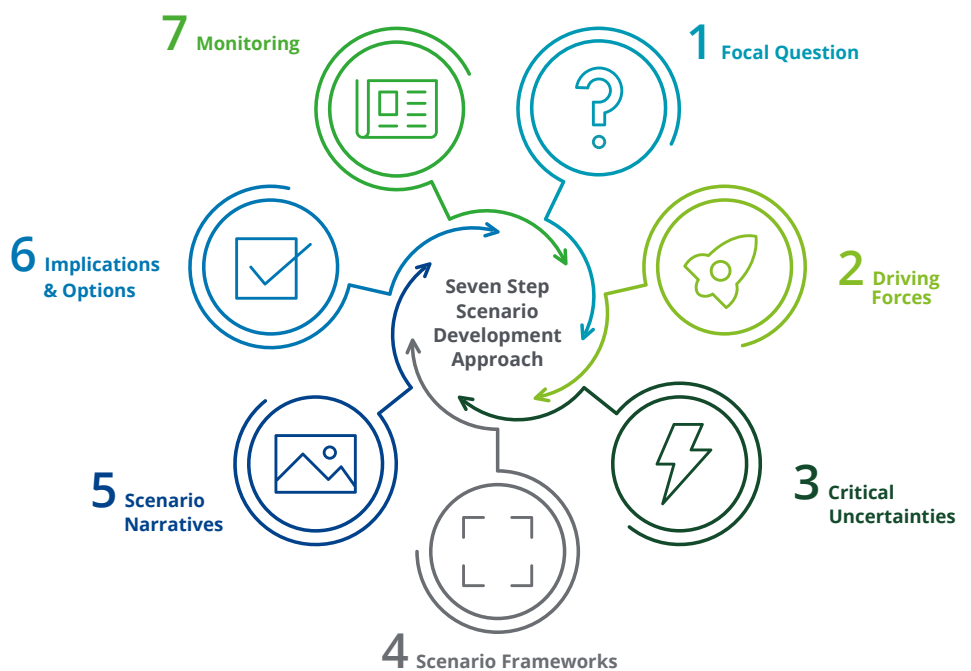 Seven Step
Scenario
Development
Approach
1 Focal Question
2 Driving
Forces
3 Critical
Uncertainties
4 Scenario Frameworks
5 Scenario
Narratives
6 Implications
& Options
7 Monitoring